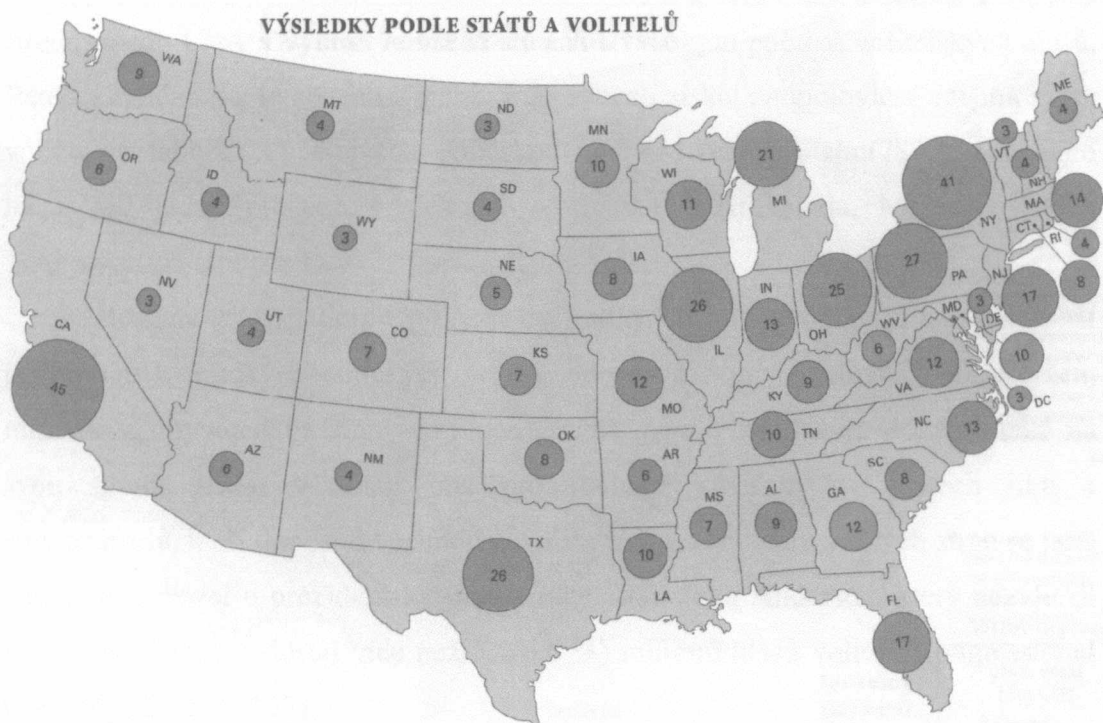 VÝSLEDKY PODLE STÁTŮ A VOLITELŮ
WA
9
OR
6
ID
4
MT
4
ND
3
MN
10
SD
4
WY
3
WI
11
MI
21
NE
5
IA
8
NV
3
UT
4
CO
7
CA
45
KS
7
MO
12
IL
26
IN
13
OH
25
KY
9
WV
6
VA
12
PA
27
NY
41
VT
3
NH
4
ME
4
MA
14
CT
8
RI
4
NJ
17
DE
3
MD
10
DC
3
NC
13
TN
10
SC
8
AZ
6
NM
4
OK
8
AR
6
MS
7
AL
9
GA
12
TX
26
LA
10
FL
17